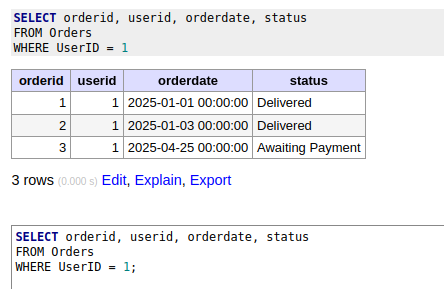 SELECT orderid, userid, orderdate, status
FROM Orders
WHERE UserID = 1
orderid userid orderdate status
1 1 2025-01-01 00:00:00 Delivered
2 1 2025-01-03 00:00:00 Delivered
3 1 2025-04-25 00:00:00 Awaiting Payment
3 rows (0.000 s) Edit, Explain, Export
SELECT orderid, userid, orderdate, status
FROM Orders
WHERE UserID = 1;